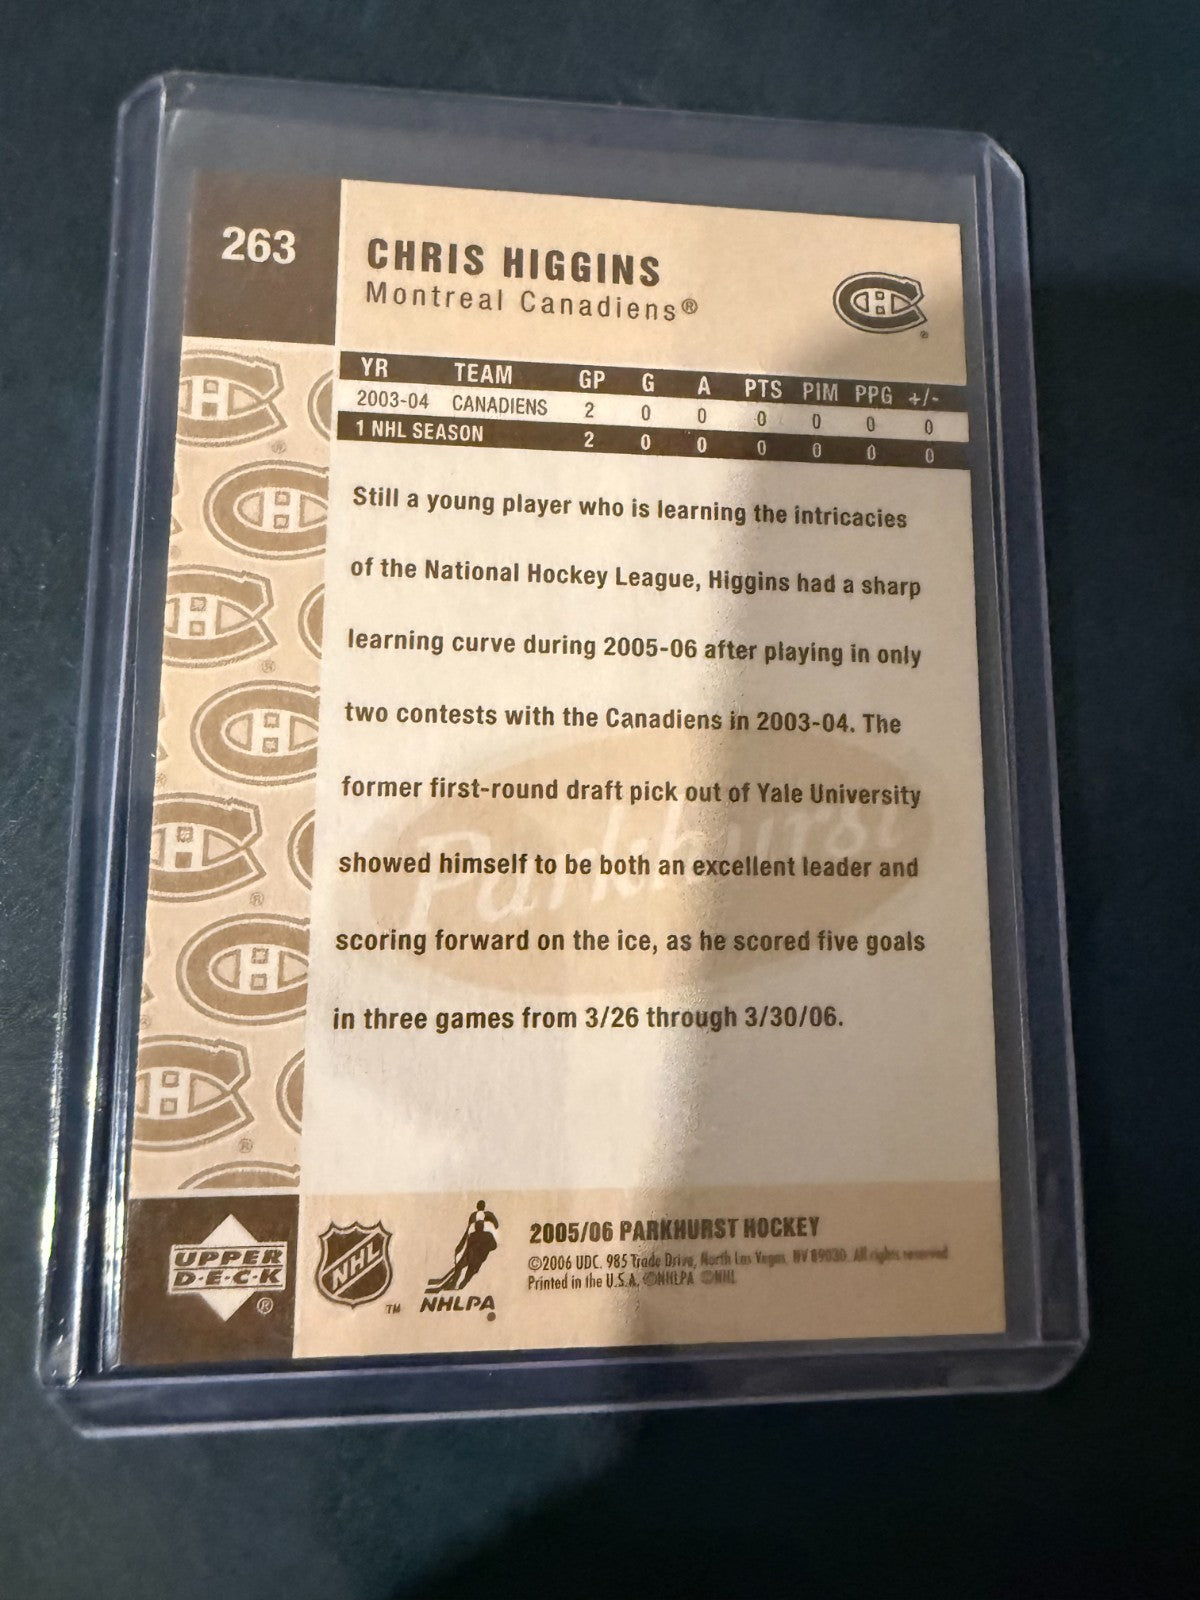 263
CHRIS HIGGINS
Montreal Canadiens®
YR TEAM GP G A PTS PIM PPG +/-
2003-04 CANADIENS 2 0 0 0 0 0 0
1 NHL SEASON 2 0 0 0 0 0 0
Still a young player who is learning the intricacies
of the National Hockey League, Higgins had a sharp
learning curve during 2005-06 after playing in only
two contests with the Canadiens in 2003-04. The
former first-round draft pick out of Yale University
showed himself to be both an excellent leader and
scoring forward on the ice, as he scored five goals
in three games from 3/26 through 3/30/06.
Parkhurst
UPPER
D·E·C·K
®
NHL
TM
NHLPA
2005/06 PARKHURST HOCKEY
©2006 UDC. 985 Trade Drive, North Las Vegas, NV 89030. All rights reserved
Printed in the U.S.A. ©NHLPA ©NHL